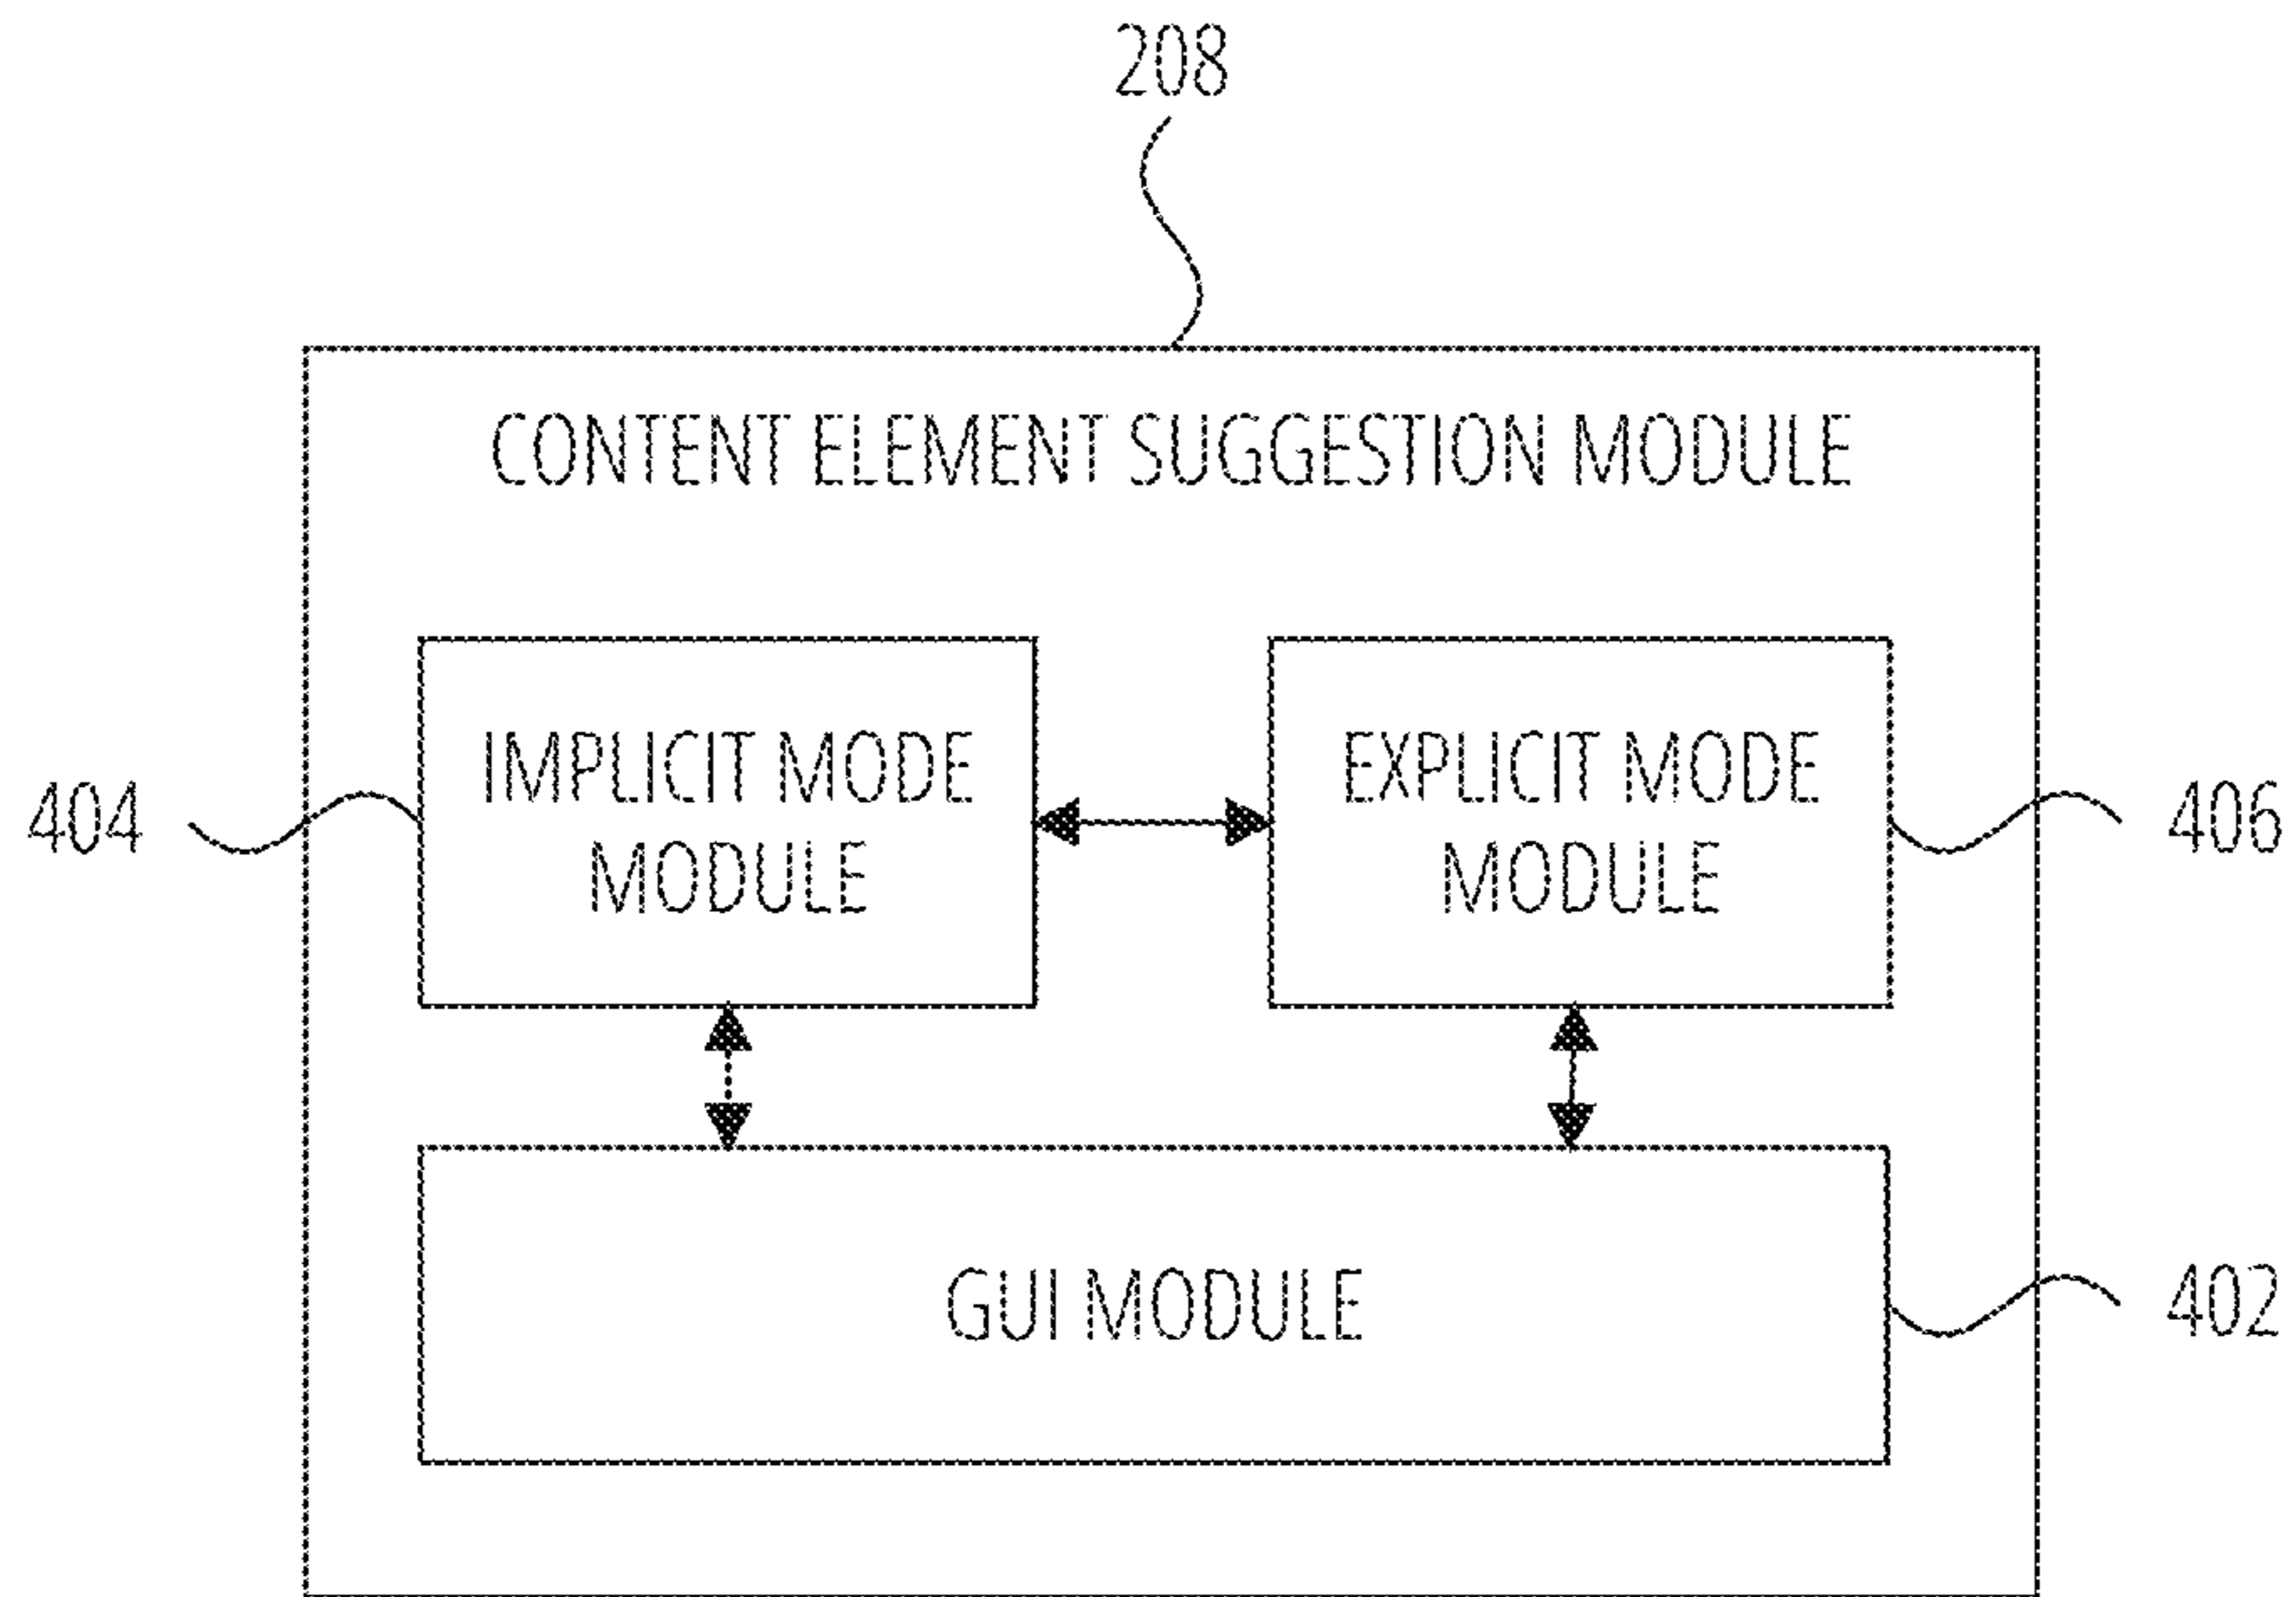 208
CONTENT ELEMENT SUGGESTION MODULE
IMPLICIT MODE
MODULE
EXPLICIT MODE
MODULE
404
406
GUI MODULE
402